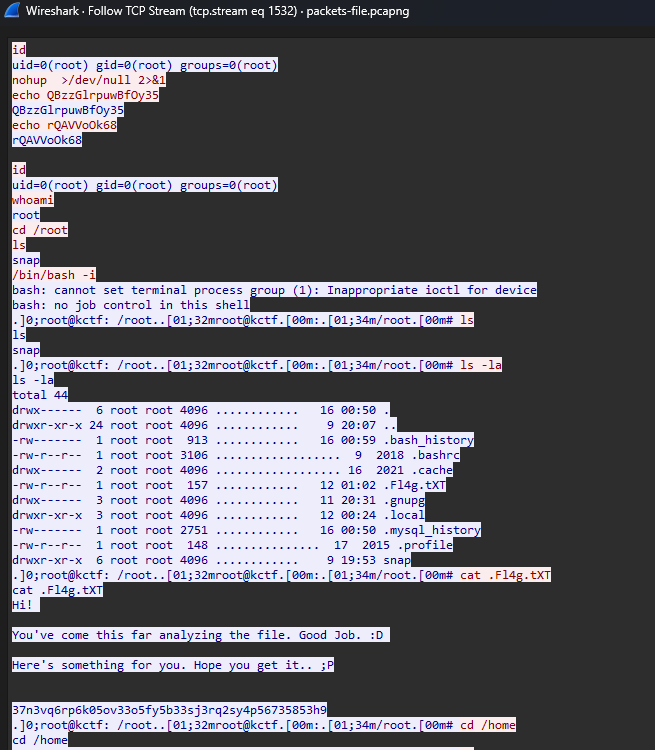 Wireshark · Follow TCP Stream (tcp.stream eq 1532) · packets-file.pcapng
id
uid=0(root) gid=0(root) groups=0(root)
nohup  >/dev/null 2>&1
echo QBzzGlrpuwBfOy35
QBzzGlrpuwBfOy35
echo rQAVVoOk68
rQAVVoOk68
id
uid=0(root) gid=0(root) groups=0(root)
whoami
root
cd /root
ls
snap
/bin/bash -i
bash: cannot set terminal process group (1): Inappropriate ioctl for device
bash: no job control in this shell
.]0;root@kctf: /root..[01;32mroot@kctf.[00m:.[01;34m/root.[00m# ls
ls
snap
.]0;root@kctf: /root..[01;32mroot@kctf.[00m:.[01;34m/root.[00m# ls -la
ls -la
total 44
drwx------  6 root root 4096 ............   16 00:50 .
drwxr-xr-x 24 root root 4096 ............    9 20:07 ..
-rw-------  1 root root  913 ............   16 00:59 .bash_history
-rw-r--r--  1 root root 3106 ..................  9  2018 .bashrc
drwx------  2 root root 4096 .................. 16  2021 .cache
-rw-r--r--  1 root root  157 ............   12 01:02 .Fl4g.tXT
drwx------  3 root root 4096 ............   11 20:31 .gnupg
drwxr-xr-x  3 root root 4096 ............   12 00:24 .local
-rw-------  1 root root 2751 ............   16 00:50 .mysql_history
-rw-r--r--  1 root root  148 ............... 17  2015 .profile
drwxr-xr-x  6 root root 4096 ............    9 19:53 snap
.]0;root@kctf: /root..[01;32mroot@kctf.[00m:.[01;34m/root.[00m# cat .Fl4g.tXT
cat .Fl4g.tXT
Hi!
You've come this far analyzing the file. Good Job. :D
Here's something for you. Hope you get it.. ;P
37n3vq6rp6k05ov33o5fy5b33sj3rq2sy4p56735853h9
.]0;root@kctf: /root..[01;32mroot@kctf.[00m:.[01;34m/root.[00m# cd /home
cd /home